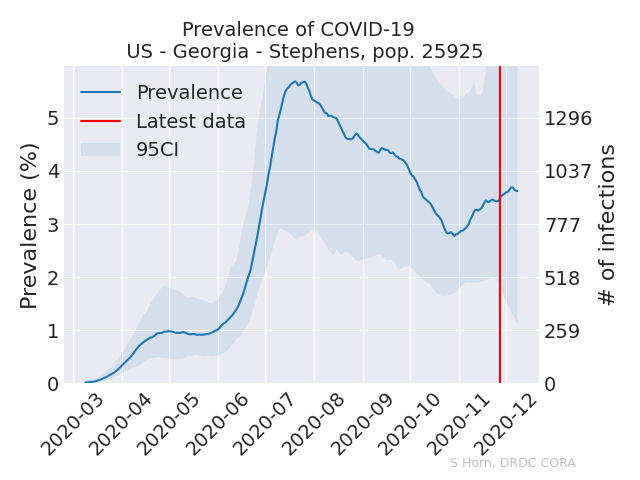 Prevalence of COVID-19
US - Georgia - Stephens, pop. 25925
Prevalence
Latest data
95CI
Prevalence (%)
5
4
3
2
1
0
1296
1037
777
518
259
0
# of infections
2020-03
2020-04
2020-05
2020-06
2020-07
2020-08
2020-09
2020-10
2020-11
2020-12
S Horn, DRDC CORA